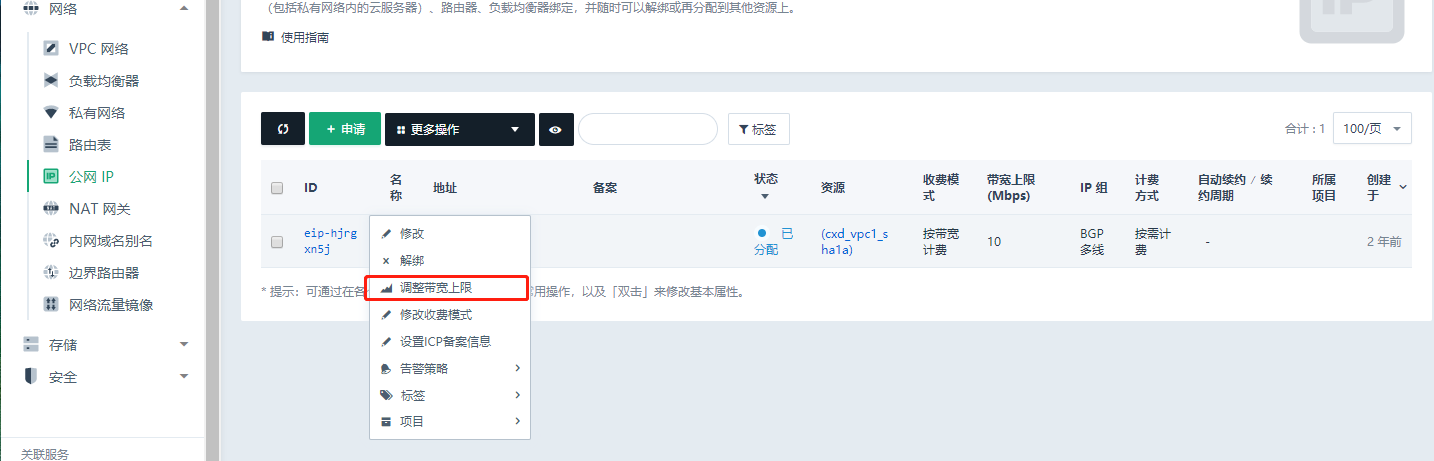 网络
VPC 网络
负载均衡器
私有网络
路由表
公网 IP
NAT 网关
内网域名别名
边界路由器
网络流量镜像
存储
安全
关联服务
（包括私有网络内的云服务器）、路由器、负载均衡器绑定，并随时可以解绑或再分配到其他资源上。
使用指南
+ 申请
更多操作
标签
合计 : 1
100/页
ID
名
称
地址
备案
状态
资源
收费模
式
带宽上限
(Mbps)
IP 组
计费
方式
自动续约 / 续
约周期
所属
项目
创建
于
eip-hjrg
xn5j
已
分配
(cxd_vpc1_s
ha1a)
按带宽
计费
10
BGP
多线
按需计
费
-
2 年前
* 提示：可通过在各
常用操作，以及「双击」来修改基本属性。
修改
解绑
调整带宽上限
修改收费模式
设置ICP备案信息
告警策略
标签
项目